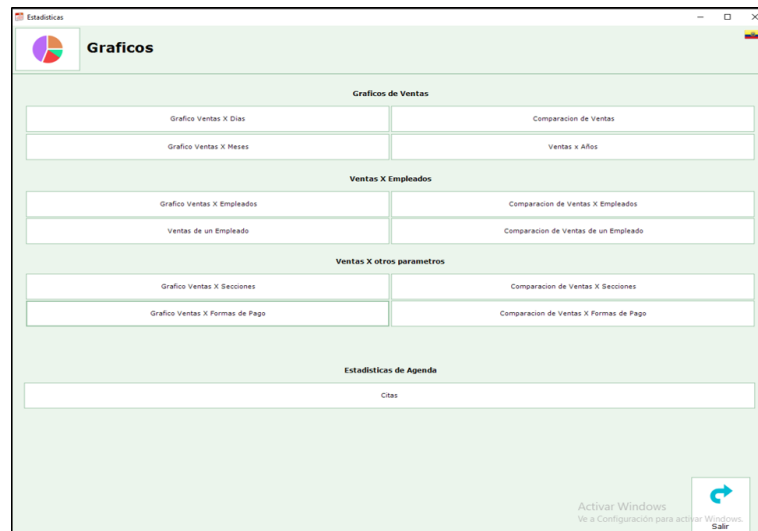 Estadisticas
Graficos
Graficos de Ventas
Grafico Ventas X Dias
Comparacion de Ventas
Grafico Ventas X Meses
Ventas x Años
Ventas X Empleados
Grafico Ventas X Empleados
Comparacion de Ventas X Empleados
Ventas de un Empleado
Comparacion de Ventas de un Empleado
Ventas X otros parametros
Grafico Ventas X Secciones
Comparacion de Ventas X Secciones
Grafico Ventas X Formas de Pago
Comparacion de Ventas X Formas de Pago
Estadisticas de Agenda
Citas
Activar Windows
Ve a Configuración para activar Windows.
Salir